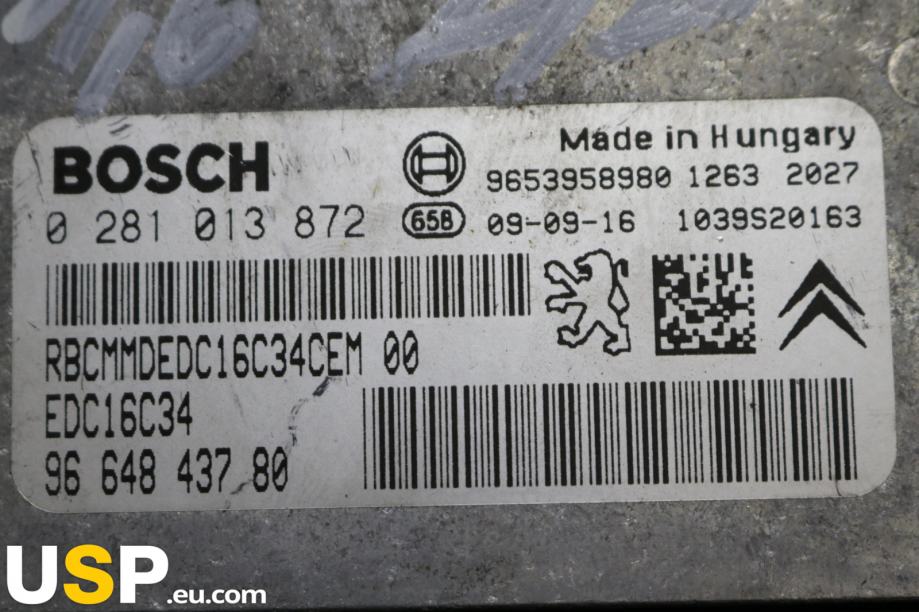 BOSCH
Made in Hungary
9653958980 1263 2027
0 281 013 872
658
09-09-16 1039S20163
RBCMMDEDC16C34CEM 00
EDC16C34
96 648 437 80
USP.eu.com